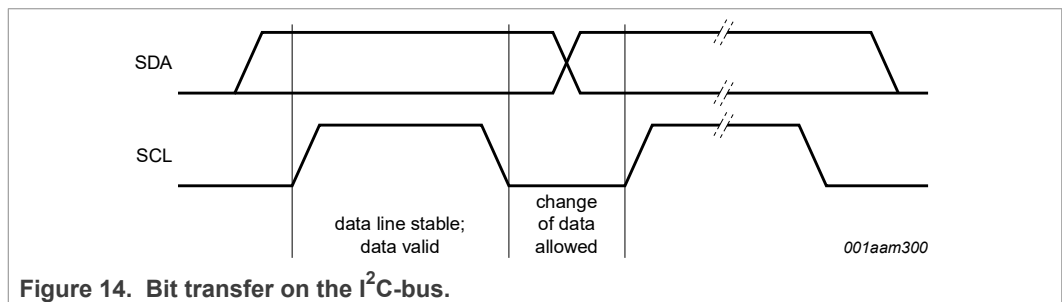 SDA
SCL
data line stable;
data valid
change
of data
allowed
001aam300
Figure 14. Bit transfer on the I²C-bus.